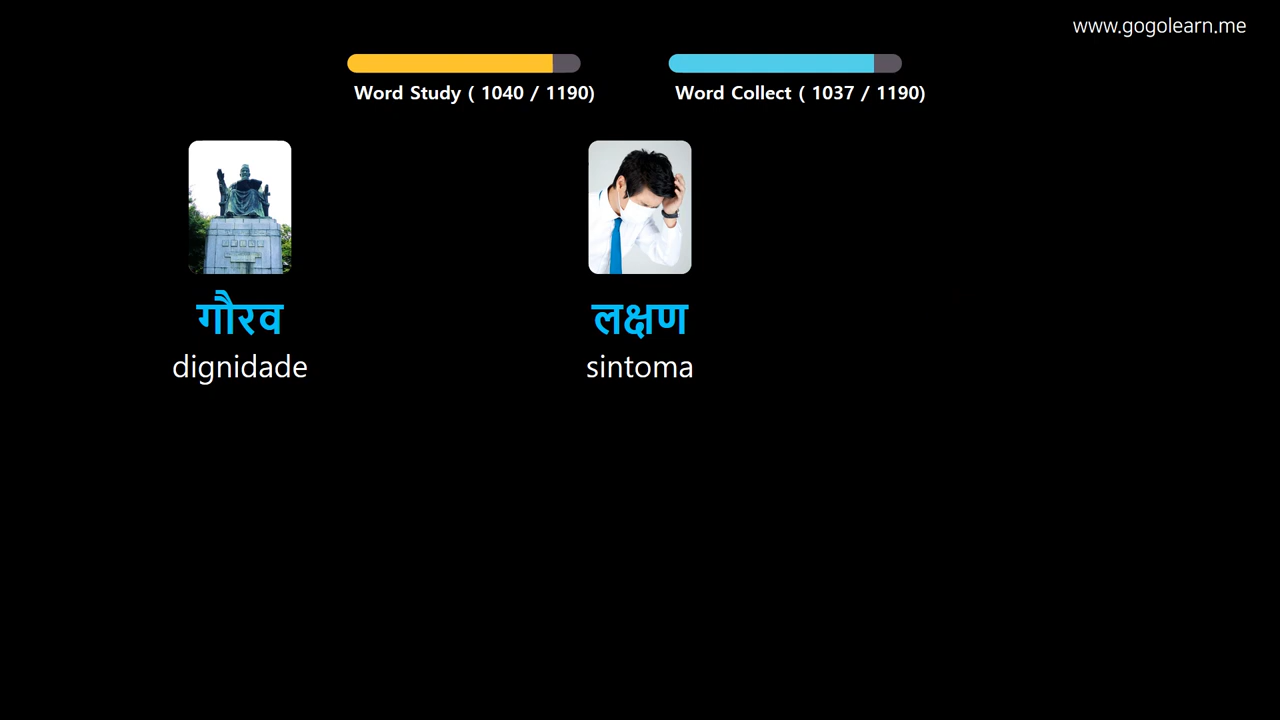 www.gogolearn.me
Word Study ( 1040 / 1190)
Word Collect ( 1037 / 1190)
गौरव
dignidade
लक्षण
sintoma